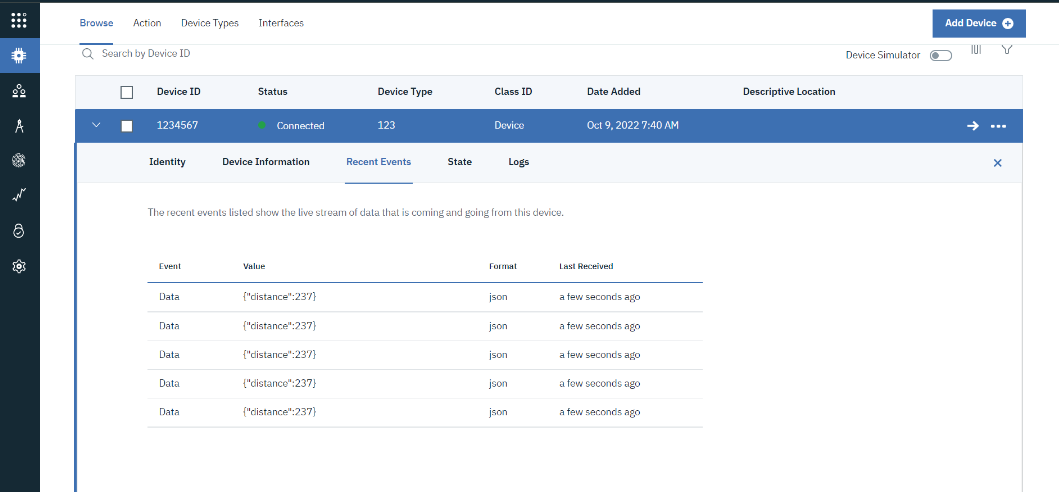 Browse Action Device Types Interfaces Add Device
Search by Device ID Device Simulator
Device ID Status Device Type Class ID Date Added Descriptive Location
1234567 Connected 123 Device Oct 9, 2022 7:40 AM
Identity Device Information Recent Events State Logs
The recent events listed show the live stream of data that is coming and going from this device.
Event Value Format Last Received
Data {"distance":237} json a few seconds ago
Data {"distance":237} json a few seconds ago
Data {"distance":237} json a few seconds ago
Data {"distance":237} json a few seconds ago
Data {"distance":237} json a few seconds ago